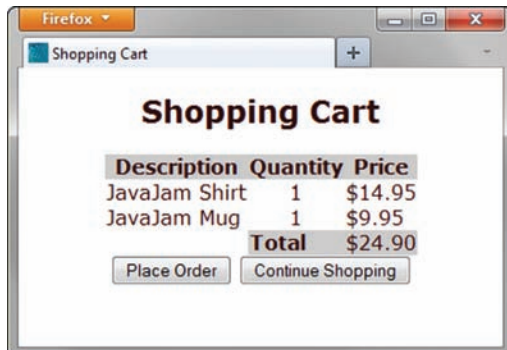 Firefox
Shopping Cart
Shopping Cart
Description Quantity Price
JavaJam Shirt 1 $14.95
JavaJam Mug 1 $9.95
Total $24.90
Place Order Continue Shopping